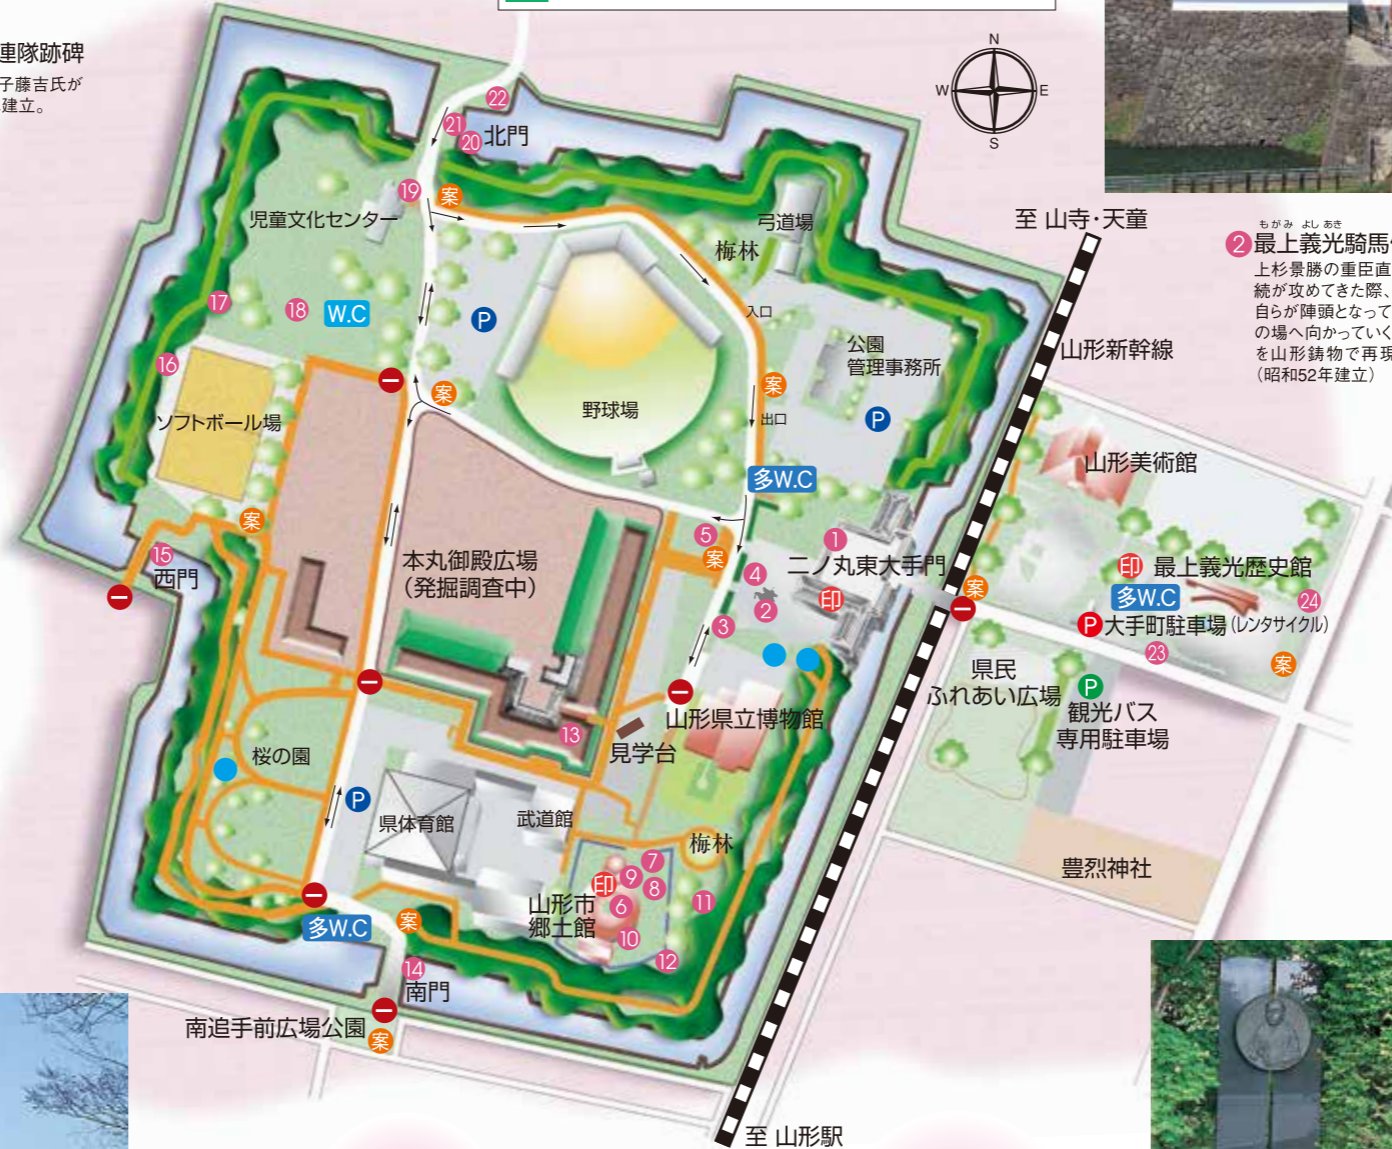 連隊跡碑
子藤吉氏が
建立。
N
W
E
S
22
21
20
北門
19
案
児童文化センター
弓道場
梅林
至 山寺・天童
もがみ よしあき
2 最上義光騎馬
上杉景勝の重臣直
続が攻めてきた際、
自らが陣頭となって
の場へ向かっていく
を山形鋳物で再現
(昭和52年建立)
17
18
W.C
P
入口
公園
管理事務所
山形新幹線
16
案
案
野球場
出口
P
ソフトボール場
山形美術館
多W.C
案
5
案
1
15
西門
本丸御殿広場
(発掘調査中)
4
二ノ丸東大手門
2
印
3
案
印
最上義光歴史館
多W.C
24
P 大手町駐車場(レンタサイクル)
23
案
県民
ふれあい広場
P
観光バス
専用駐車場
山形県立博物館
13
見学台
桜の園
P
県体育館
武道館
梅林
7
9
印
8
6
11
山形市
郷土館
10
12
豊烈神社
多W.C
案
14
南門
南追手前広場公園
案
至 山形駅